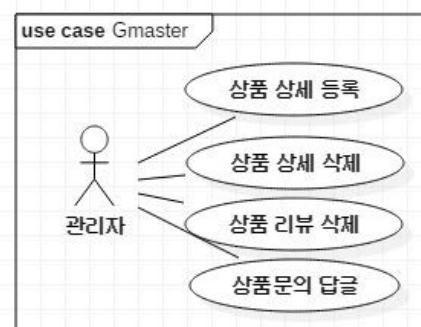 use case Gmaster
상품 상세 등록
상품 상세 삭제
관리자
상품 리뷰 삭제
상품문의 답글